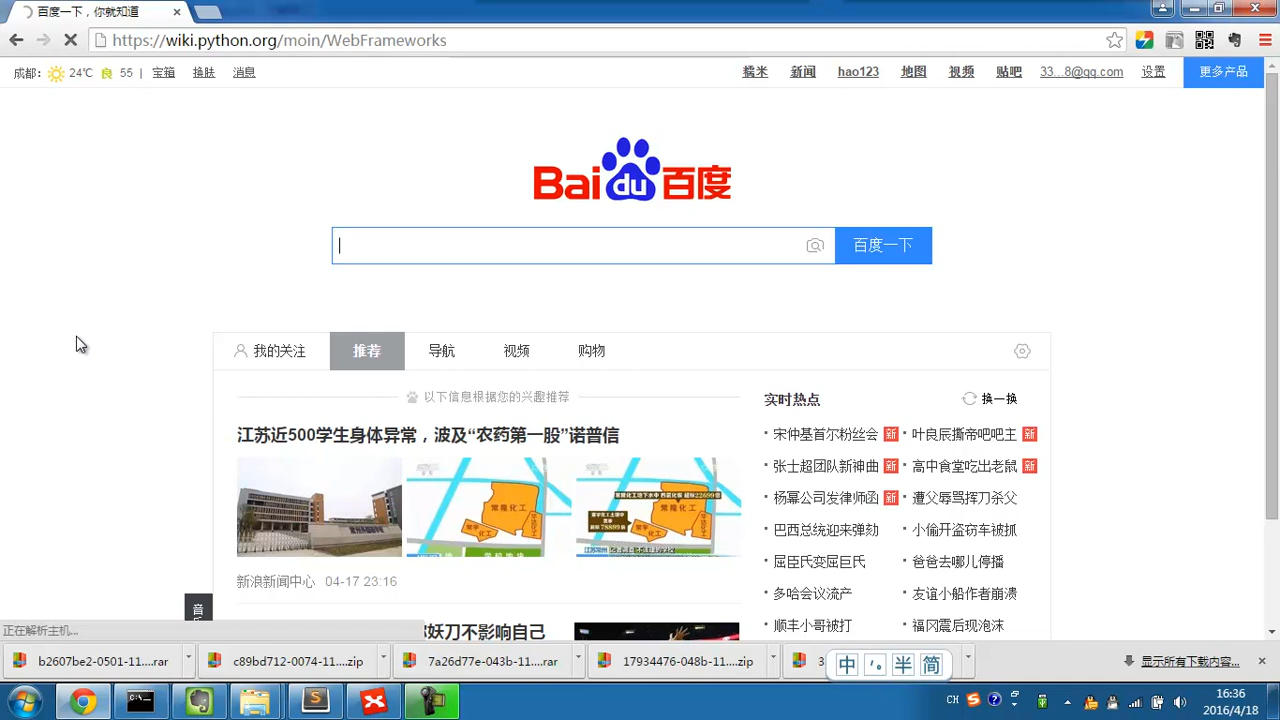 百度一下，你就知道
https://wiki.python.org/moin/WebFrameworks
成都： 24℃ 良 55 | 宝箱 换肤 消息
糯米 新闻 hao123 地图 视频 贴吧 33...8@qq.com 设置 更多产品
Bai du 百度
百度一下
我的关注 推荐 导航 视频 购物
以下信息根据您的兴趣推荐
江苏近500学生身体异常，波及“农药第一股”诺普信
常隆化工
新浪新闻中心 04-17 23:16
妖刀不影响自己
实时热点 换一换
宋仲基首尔粉丝会 新 叶良辰撕帝吧吧主 新
张士超团队新神曲 新 高中食堂吃出老鼠 新
杨幂公司发律师函 新 遭父辱骂挥刀杀父
巴西总统迎来弹劾 小偷开盗窃车被抓
屈臣氏变屈巨氏 爸爸去哪儿停播
多哈会议流产 友谊小船作者崩溃
顺丰小哥被打 福冈震后现泡沫
音
正在解析主机...
b2607be2-0501-11....rar c89bd712-0074-11....zip 7a26d77e-043b-11....rar 17934476-048b-11....zip 3 中 半 简 显示所有下载内容...
CH 16:36
2016/4/18